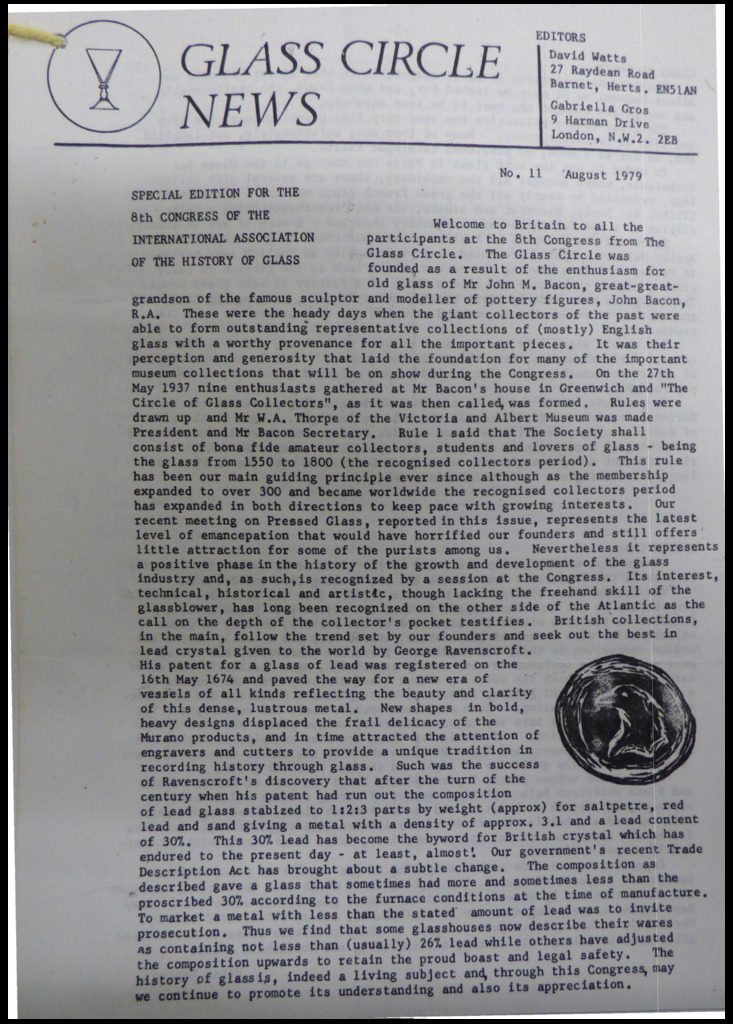 GLASS CIRCLE
NEWS
EDITORS
David Watts
27 Raydean Road
Barnet, Herts. EN51AN
Gabriella Gros
9 Harman Drive
London, N.W.2. 2EB
No. 11 August 1979
SPECIAL EDITION FOR THE
8th CONGRESS OF THE
INTERNATIONAL ASSOCIATION
OF THE HISTORY OF GLASS
Welcome to Britain to all the
participants at the 8th Congress from The
Glass Circle. The Glass Circle was
founded as a result of the enthusiasm for
old glass of Mr John M. Bacon, great-great-
grandson of the famous sculptor and modeller of pottery figures, John Bacon,
R.A. These were the heady days when the giant collectors of the past were
able to form outstanding representative collections of (mostly) English
glass with a worthy provenance for all the important pieces. It was their
perception and generosity that laid the foundation for many of the important
museum collections that will be on show during the Congress. On the 27th
May 1937 nine enthusiasts gathered at Mr Bacon's house in Greenwich and "The
Circle of Glass Collectors", as it was then called, was formed. Rules were
drawn up and Mr W.A. Thorpe of the Victoria and Albert Museum was made
President and Mr Bacon Secretary. Rule 1 said that The Society shall
consist of bona fide amateur collectors, students and lovers of glass - being
the glass from 1550 to 1800 (the recognised collectors period). This rule
has been our main guiding principle ever since although as the membership
expanded to over 300 and became worldwide the recognised collectors period
has expanded in both directions to keep pace with growing interests. Our
recent meeting on Pressed Glass, reported in this issue, represents the latest
level of emancepation that would have horrified our founders and still offers
little attraction for some of the purists among us. Nevertheless it represents
a positive phase in the history of the growth and development of the glass
industry and, as such, is recognized by a session at the Congress. Its interest,
technical, historical and artistic, though lacking the freehand skill of the
glassblower, has long been recognized on the other side of the Atlantic as the
call on the depth of the collector's pocket testifies. British collections,
in the main, follow the trend set by our founders and seek out the best in
lead crystal given to the world by George Ravenscroft.
His patent for a glass of lead was registered on the
16th May 1674 and paved the way for a new era of
vessels of all kinds reflecting the beauty and clarity
of this dense, lustrous metal. New shapes in bold,
heavy designs displaced the frail delicacy of the
Murano products, and in time attracted the attention of
engravers and cutters to provide a unique tradition in
recording history through glass. Such was the success
of Ravenscroft's discovery that after the turn of the
century when his patent had run out the composition
of lead glass stabized to 1:2:3 parts by weight (approx) for saltpetre, red
lead and sand giving a metal with a density of approx. 3.1 and a lead content
of 30%. This 30% lead has become the byword for British crystal which has
endured to the present day - at least, almost! Our government's recent Trade
Description Act has brought about a subtle change. The composition as
described gave a glass that sometimes had more and sometimes less than the
proscribed 30% according to the furnace conditions at the time of manufacture.
To market a metal with less than the stated amount of lead was to invite
prosecution. Thus we find that some glasshouses now describe their wares
as containing not less than (usually) 26% lead while others have adjusted
the composition upwards to retain the proud boast and legal safety. The
history of glass is, indeed a living subject and, through this Congress, may
we continue to promote its understanding and also its appreciation.